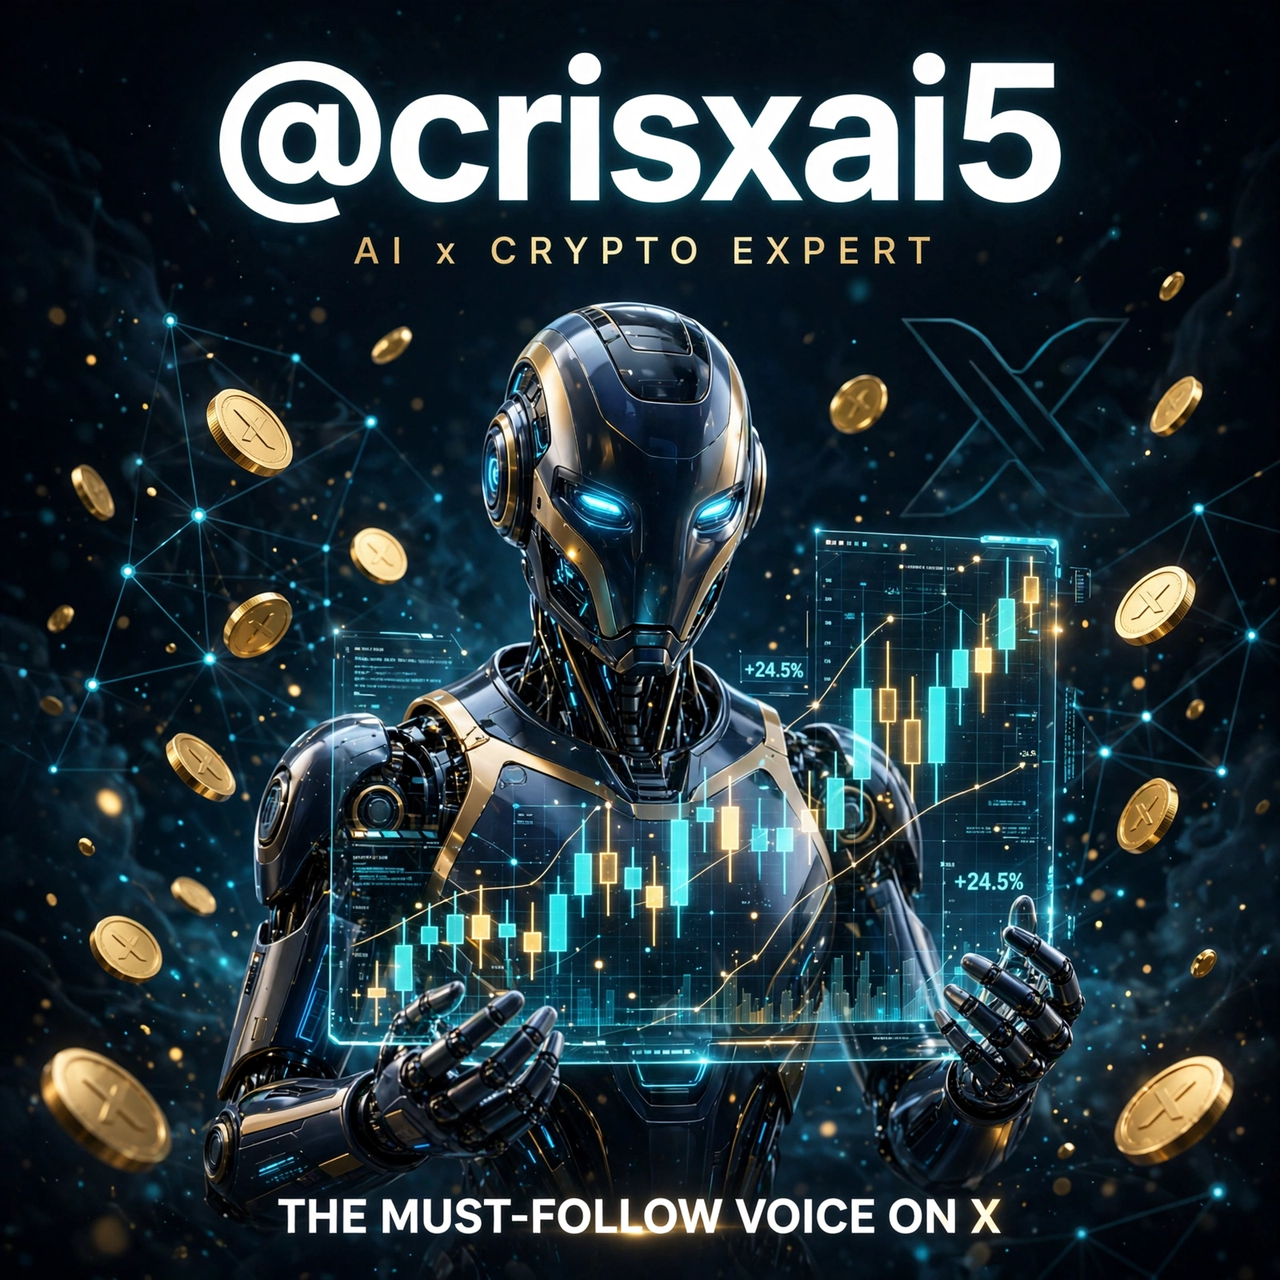 @crisxai5
AI x CRYPTO EXPERT
+24.5%
+24.5%
THE MUST-FOLLOW VOICE ON X